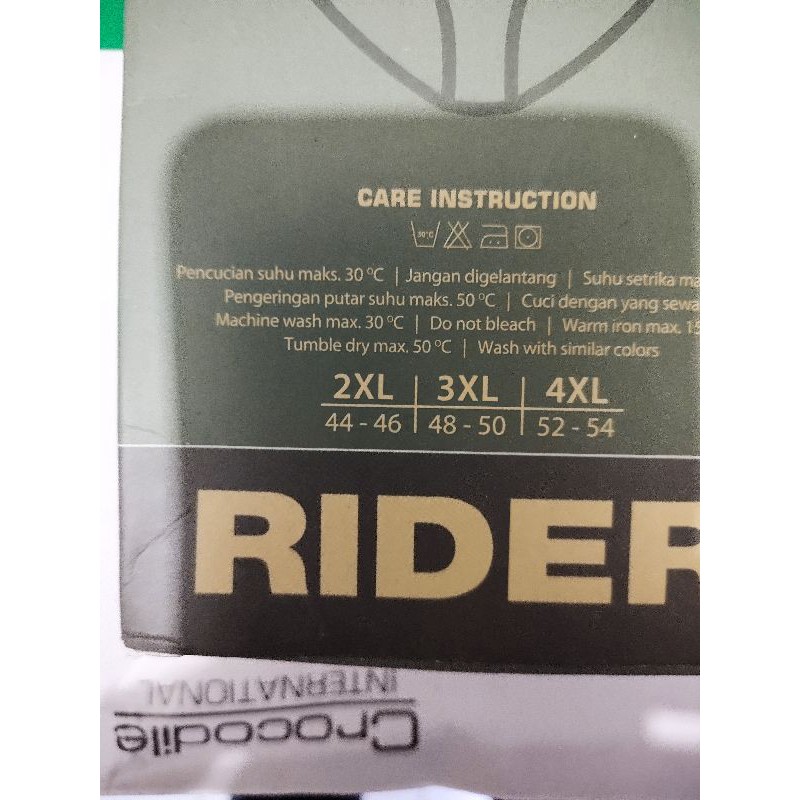 CARE INSTRUCTION
30°C
Pencucian suhu maks. 30 °C | Jangan digelantang | Suhu setrika
Pengeringan putar suhu maks. 50 °C | Cuci dengan yang
Machine wash max. 30 °C | Do not bleach | Warm iron max.
Tumble dry max. 50 °C | Wash with similar colors
2XL | 3XL | 4XL
44 - 46 | 48 - 50 | 52 - 54
RIDER
Crocodile
INTERNATIONAL